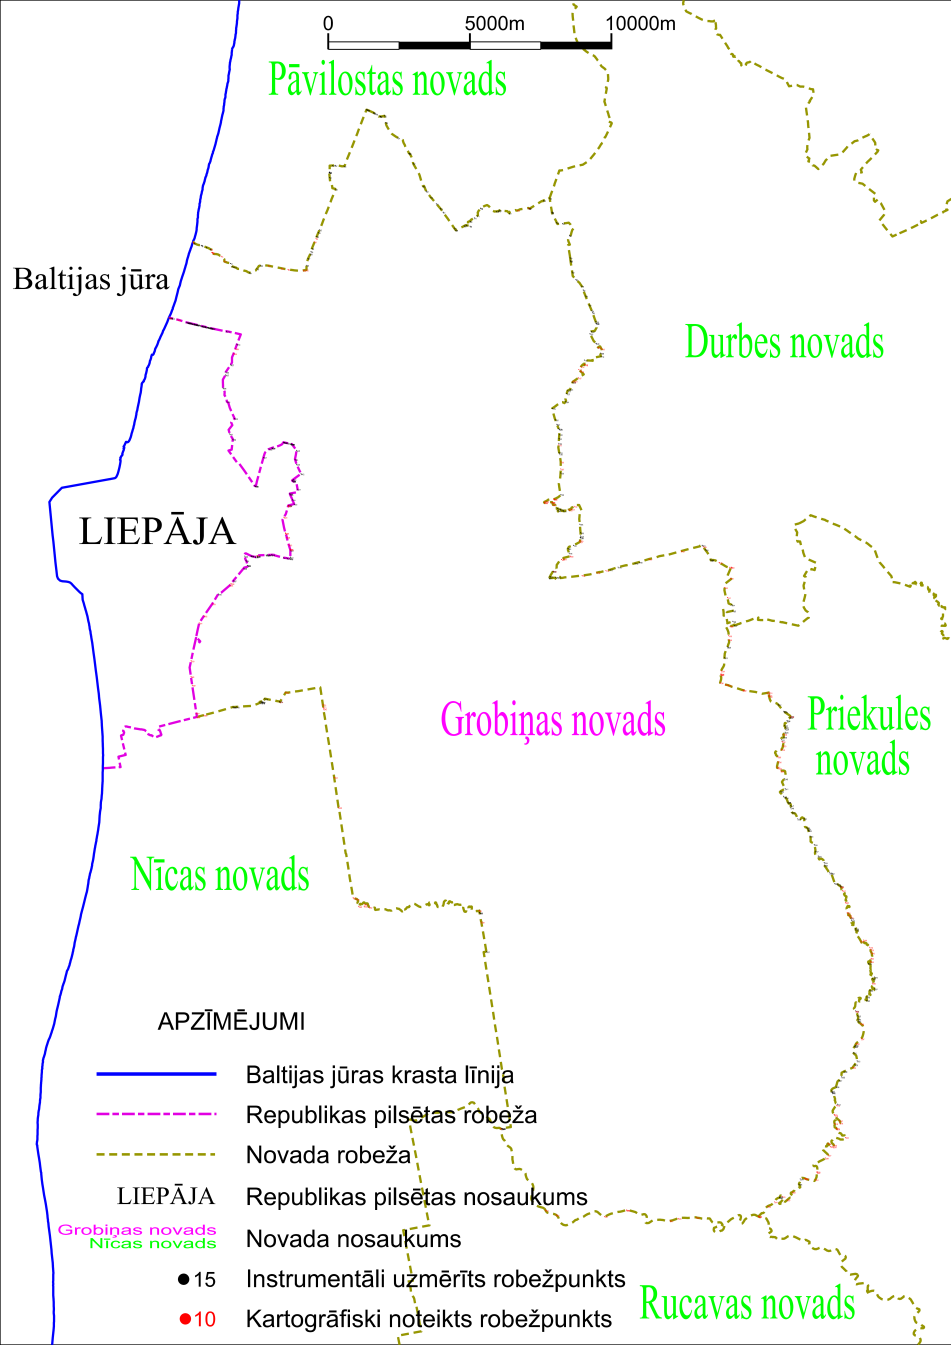 0 5000m 10000m
Pāvilostas novads
Baltijas jūra
Durbes novads
LIEPĀJA
Grobiņas novads
Priekules
novads
Nīcas novads
APZĪMĒJUMI
Baltijas jūras krasta līnija
Republikas pilsētas robeža
Novada robeža
LIEPĀJA Republikas pilsētas nosaukums
Grobiņas novads
Nīcas novads
Novada nosaukums
15 Instrumentāli uzmērīts robežpunkts
10 Kartogrāfiski noteikts robežpunkts
Rucavas novads